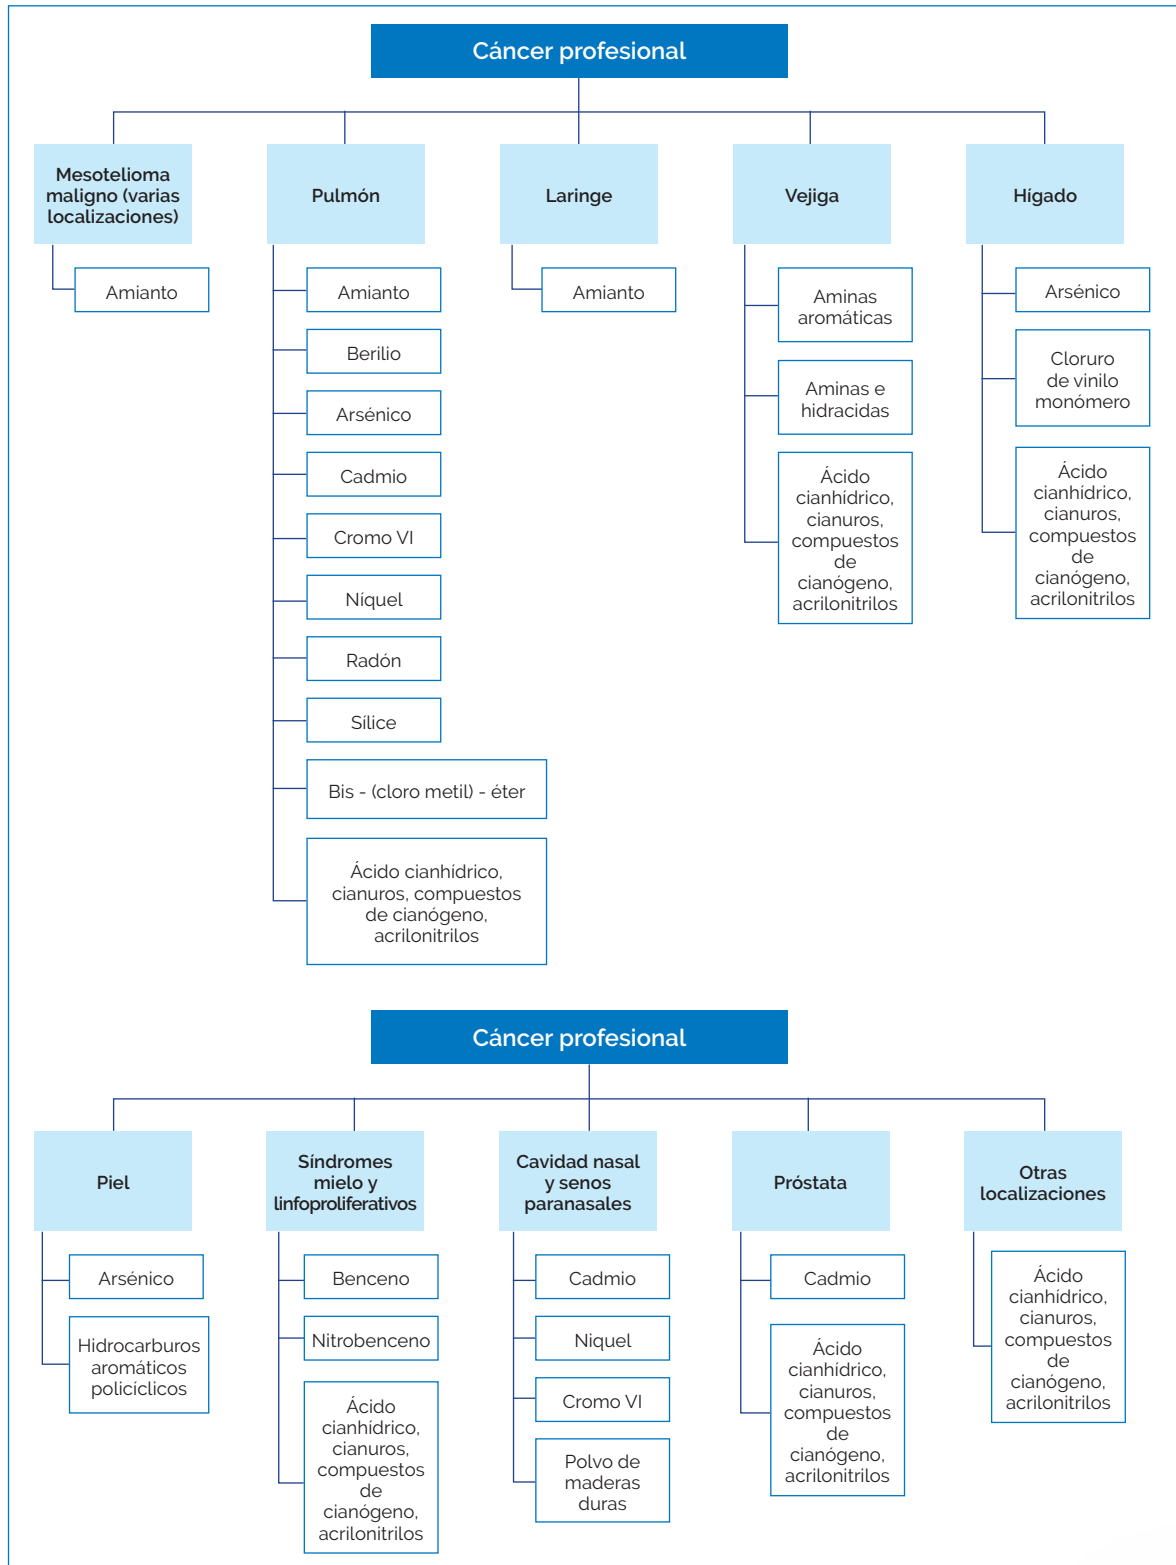 Cáncer profesional
Mesotelioma
maligno (varias
localizaciones)
Amianto
Pulmón
Amianto
Berilio
Arsénico
Cadmio
Cromo VI
Níquel
Radón
Sílice
Bis - (cloro metil) - éter
Ácido cianhídrico,
cianuros, compuestos
de cianógeno,
acrilonitrilos
Laringe
Amianto
Vejiga
Aminas
aromáticas
Aminas e
hidracidas
Ácido
cianhídrico,
cianuros,
compuestos
de
cianógeno,
acrilonitrilos
Hígado
Arsénico
Cloruro
de vinilo
monómero
Ácido
cianhídrico,
cianuros,
compuestos
de
cianógeno,
acrilonitrilos
Cáncer profesional
Piel
Arsénico
Hidrocarburos
aromáticos
policíclicos
Síndromes
mielo y
linfoproliferativos
Benceno
Nitrobenceno
Ácido
cianhídrico,
cianuros,
compuestos
de
cianógeno,
acrilonitrilos
Cavidad nasal
y senos
paranasales
Cadmio
Niquel
Cromo VI
Polvo de
maderas
duras
Próstata
Cadmio
Ácido
cianhídrico,
cianuros,
compuestos
de
cianógeno,
acrilonitrilos
Otras
localizaciones
Ácido
cianhídrico,
cianuros,
compuestos
de
cianógeno,
acrilonitrilos